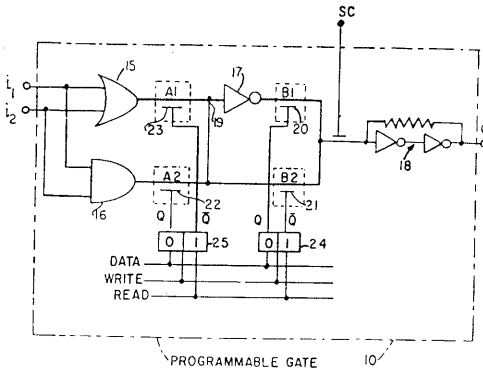 SC
15
A1
17
B1
i1
i2
23
19
20
18
16
A2
22
B2
21
Q Q̄ Q Q̄
0 1 25 0 1 24
DATA
WRITE
READ
PROGRAMMABLE GATE 10